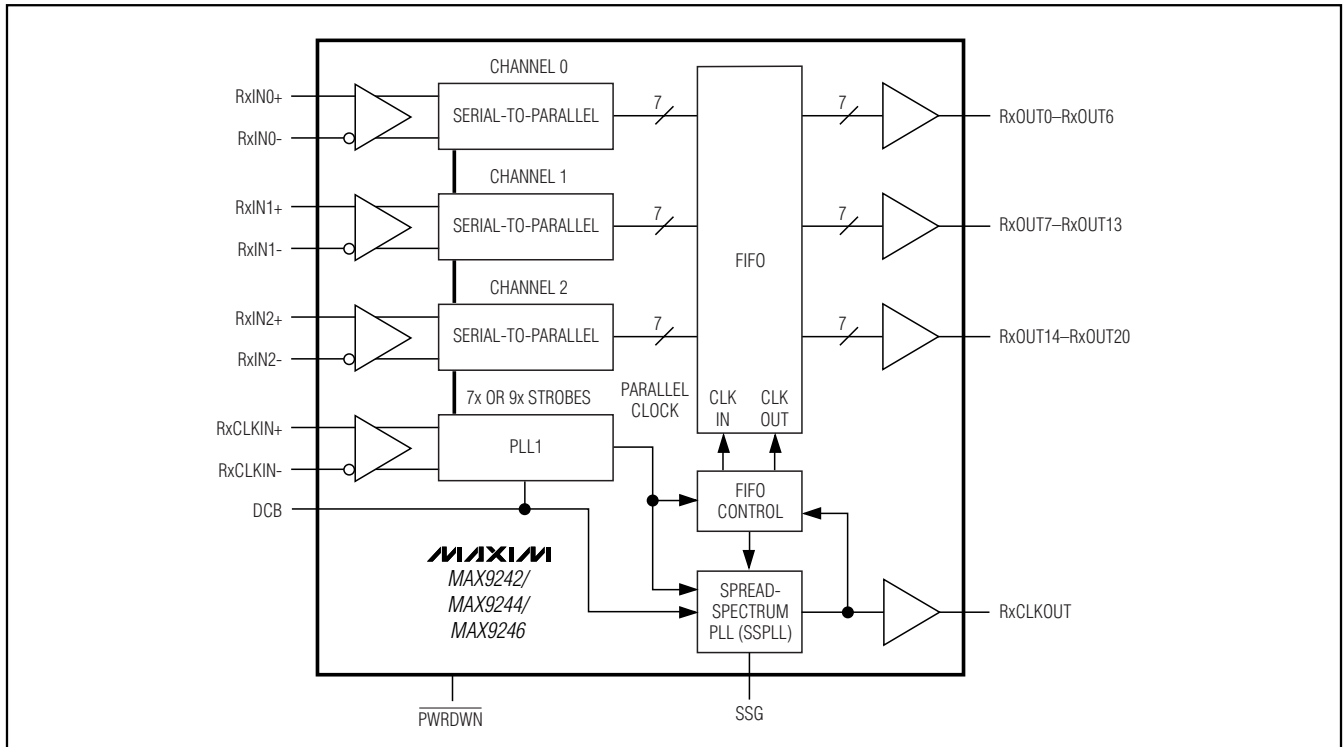 CHANNEL 0
RxIN0+
RxIN0-
SERIAL-TO-PARALLEL
7
7
RxOUT0–RxOUT6
CHANNEL 1
RxIN1+
RxIN1-
SERIAL-TO-PARALLEL
7
7
RxOUT7–RxOUT13
FIFO
CHANNEL 2
RxIN2+
RxIN2-
SERIAL-TO-PARALLEL
7
7
RxOUT14–RxOUT20
7x OR 9x STROBES
PARALLEL
CLOCK
CLK
IN
CLK
OUT
RxCLKIN+
RxCLKIN-
PLL1
DCB
FIFO
CONTROL
MAXIM
MAX9242/
MAX9244/
MAX9246
SPREAD-
SPECTRUM
PLL (SSPLL)
RxCLKOUT
PWRDWN
SSG